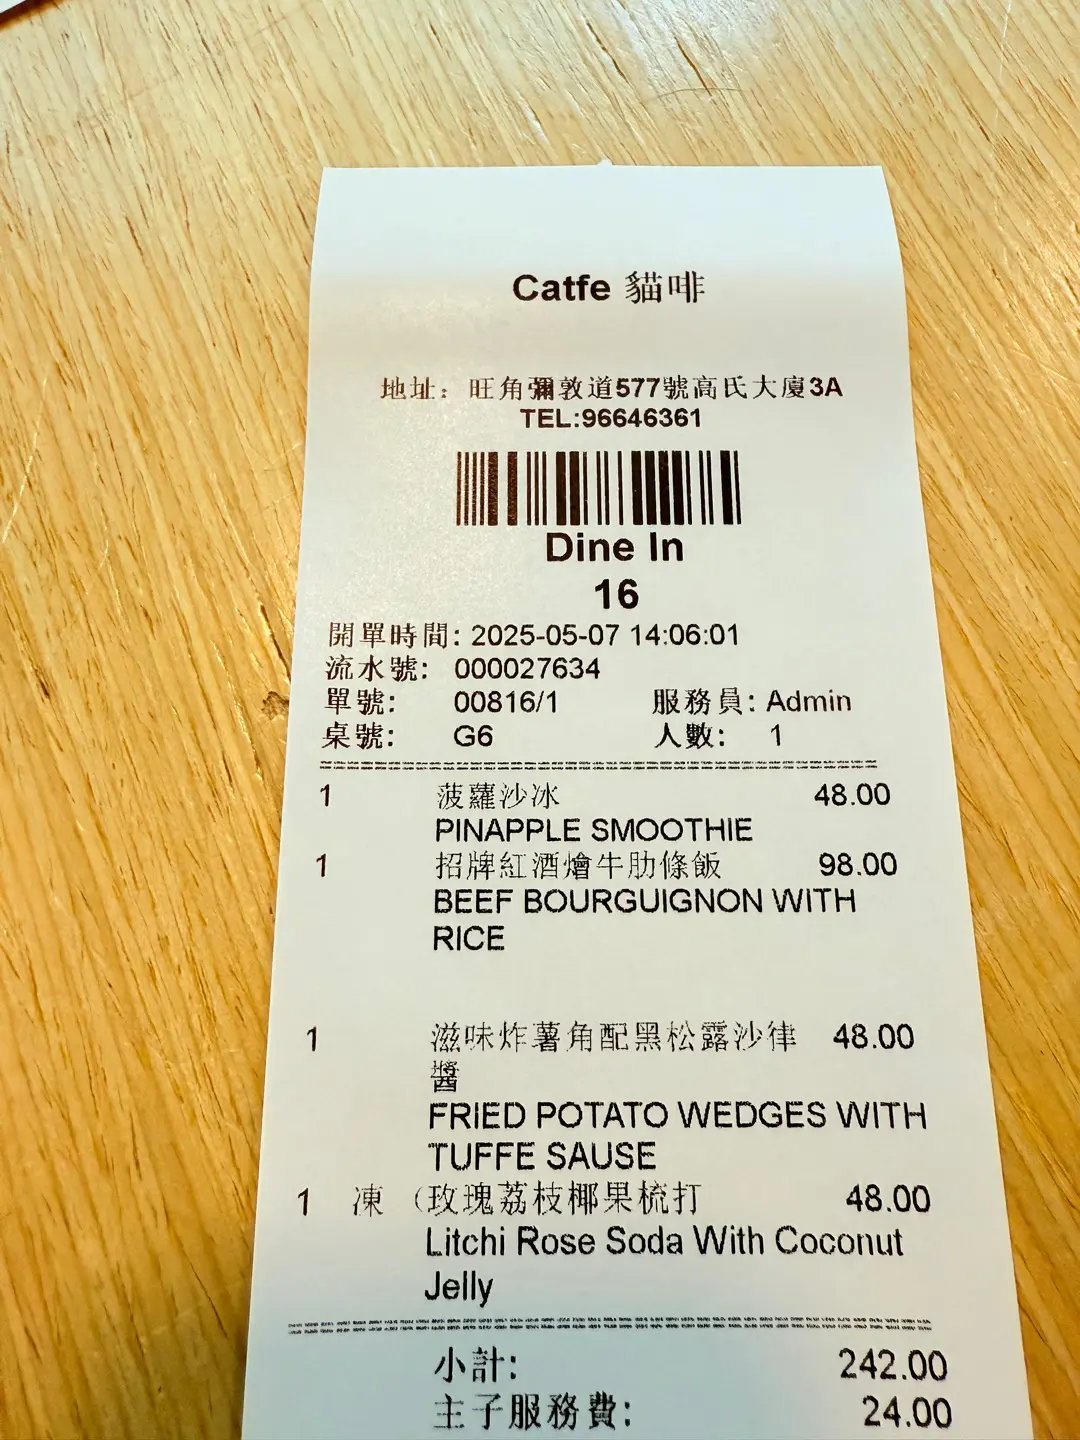 Catfe 貓啡
地址：旺角彌敦道577號高氏大廈3A
TEL:96646361
Dine In
16
開單時間: 2025-05-07 14:06:01
流水號: 000027634
單號: 00816/1 服務員: Admin
桌號: G6 人數: 1
1 菠蘿沙冰 48.00
PINAPPLE SMOOTHIE
1 招牌紅酒燴牛肋條飯 98.00
BEEF BOURGUIGNON WITH
RICE
1 滋味炸薯角配黑松露沙律 48.00
醬
FRIED POTATO WEDGES WITH
TUFFE SAUSE
1 凍 （玫瑰荔枝椰果梳打 48.00
Litchi Rose Soda With Coconut
Jelly
小計: 242.00
主子服務費: 24.00